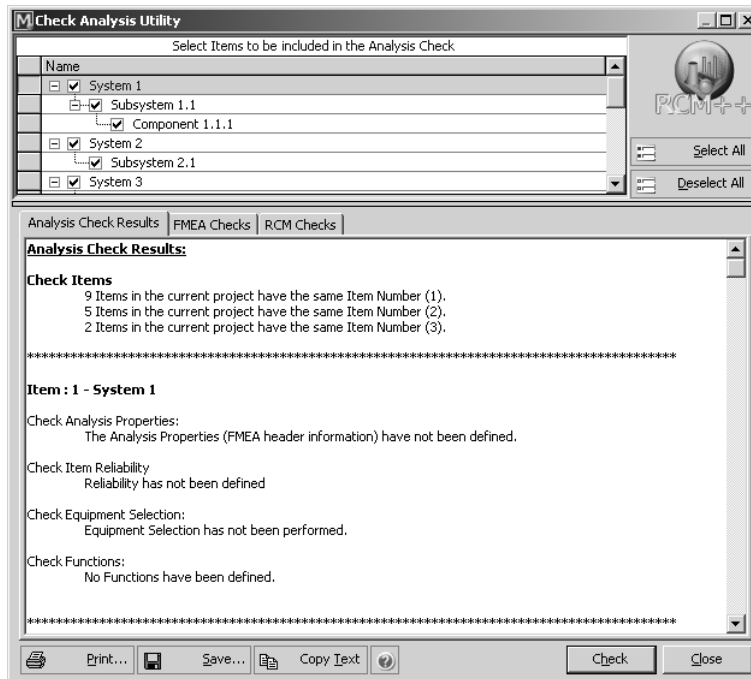 Check Analysis Utility
Select Items to be included in the Analysis Check
Name
System 1
Subsystem 1.1
Component 1.1.1
System 2
Subsystem 2.1
System 3
RCM++
Select All
Deselect All
Analysis Check Results FMEA Checks RCM Checks
Analysis Check Results:
Check Items
9 Items in the current project have the same Item Number (1).
5 Items in the current project have the same Item Number (2).
2 Items in the current project have the same Item Number (3).
******************************************************************************************
Item : 1 - System 1
Check Analysis Properties:
The Analysis Properties (FMEA header information) have not been defined.
Check Item Reliability
Reliability has not been defined
Check Equipment Selection:
Equipment Selection has not been performed.
Check Functions:
No Functions have been defined.
******************************************************************************************
Print... Save... Copy Text ? Check Close